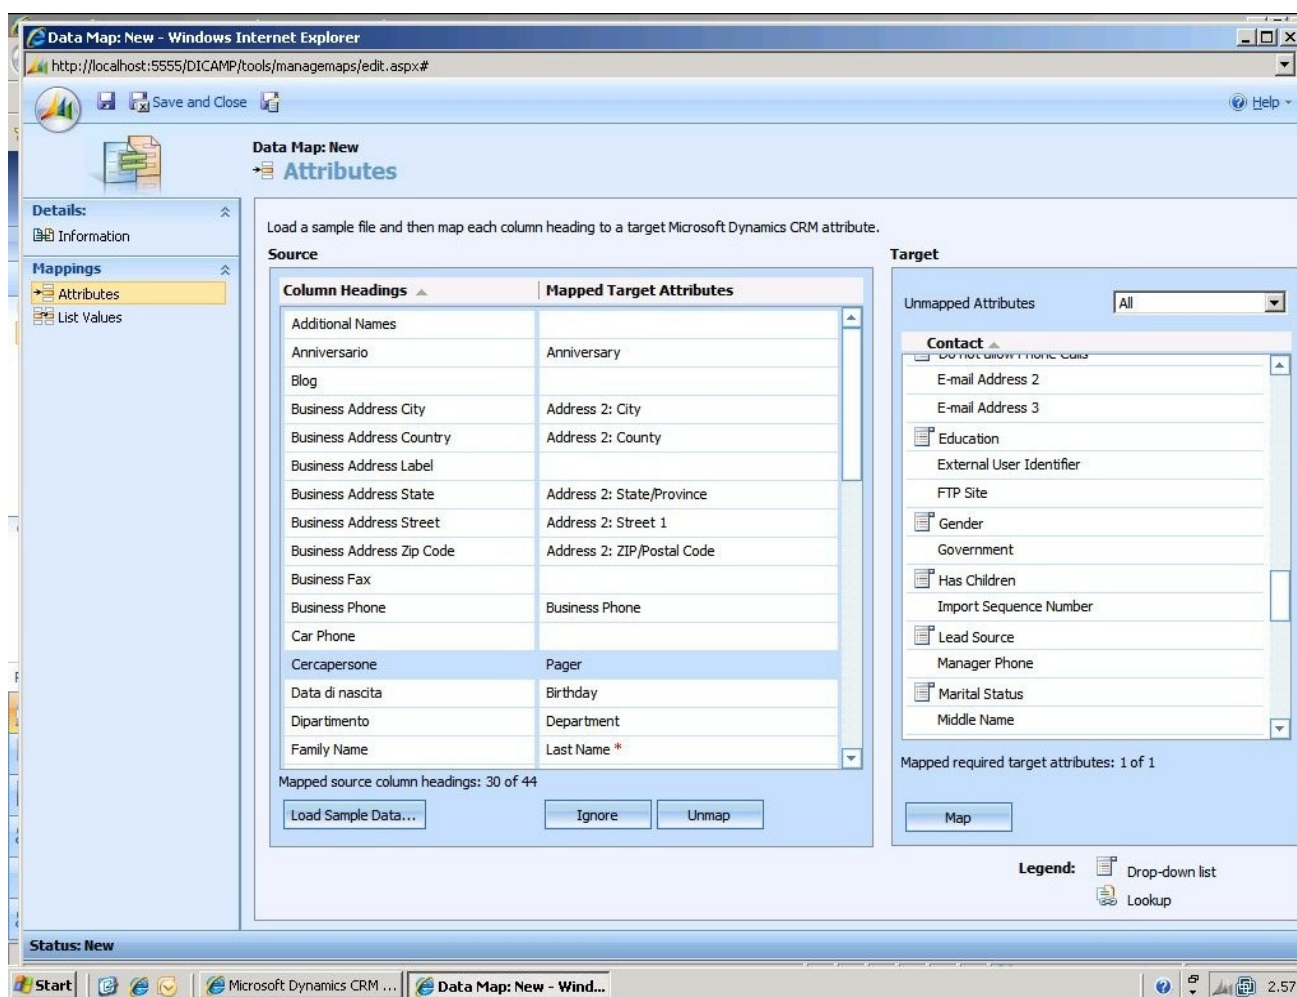 Data Map: New - Windows Internet Explorer
http://localhost:5555/DICAMP/tools/managemaps/edit.aspx#
Save and Close
Help
Data Map: New
Attributes
Details:
Information
Mappings
Attributes
List Values
Load a sample file and then map each column heading to a target Microsoft Dynamics CRM attribute.
Source
Column Headings Mapped Target Attributes
Additional Names
Anniversario Anniversary
Blog
Business Address City Address 2: City
Business Address Country Address 2: County
Business Address Label
Business Address State Address 2: State/Province
Business Address Street Address 2: Street 1
Business Address Zip Code Address 2: ZIP/Postal Code
Business Fax
Business Phone Business Phone
Car Phone
Cercapersone Pager
Data di nascita Birthday
Dipartimento Department
Family Name Last Name *
Mapped source column headings: 30 of 44
Load Sample Data...
Ignore
Unmap
Target
Unmapped Attributes All
Contact
Do not allow Phone Calls
E-mail Address 2
E-mail Address 3
Education
External User Identifier
FTP Site
Gender
Government
Has Children
Import Sequence Number
Lead Source
Manager Phone
Marital Status
Middle Name
Mapped required target attributes: 1 of 1
Map
Legend: Drop-down list
Lookup
Status: New
Start
Microsoft Dynamics CRM ...
Data Map: New - Wind...
2.57